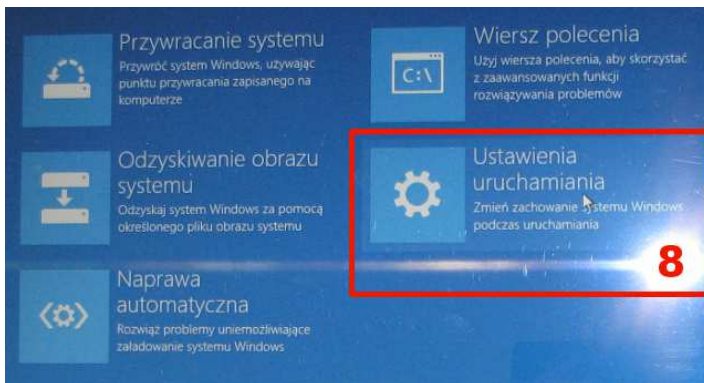 Przywracanie systemu
Przywróć system Windows, używając
punktu przywracania zapisanego na
komputerze
Odzyskiwanie obrazu
systemu
Odzyskaj system Windows za pomocą
określonego pliku obrazu systemu
Naprawa
automatyczna
Rozwiąż problemy uniemożliwiające
załadowanie systemu Windows
Wiersz polecenia
C:\
Użyj wiersza polecenia, aby skorzystać
z zaawansowanych funkcji
rozwiązywania problemów
Ustawienia
uruchamiania
Zmień zachowanie systemu Windows
podczas uruchamiania
8